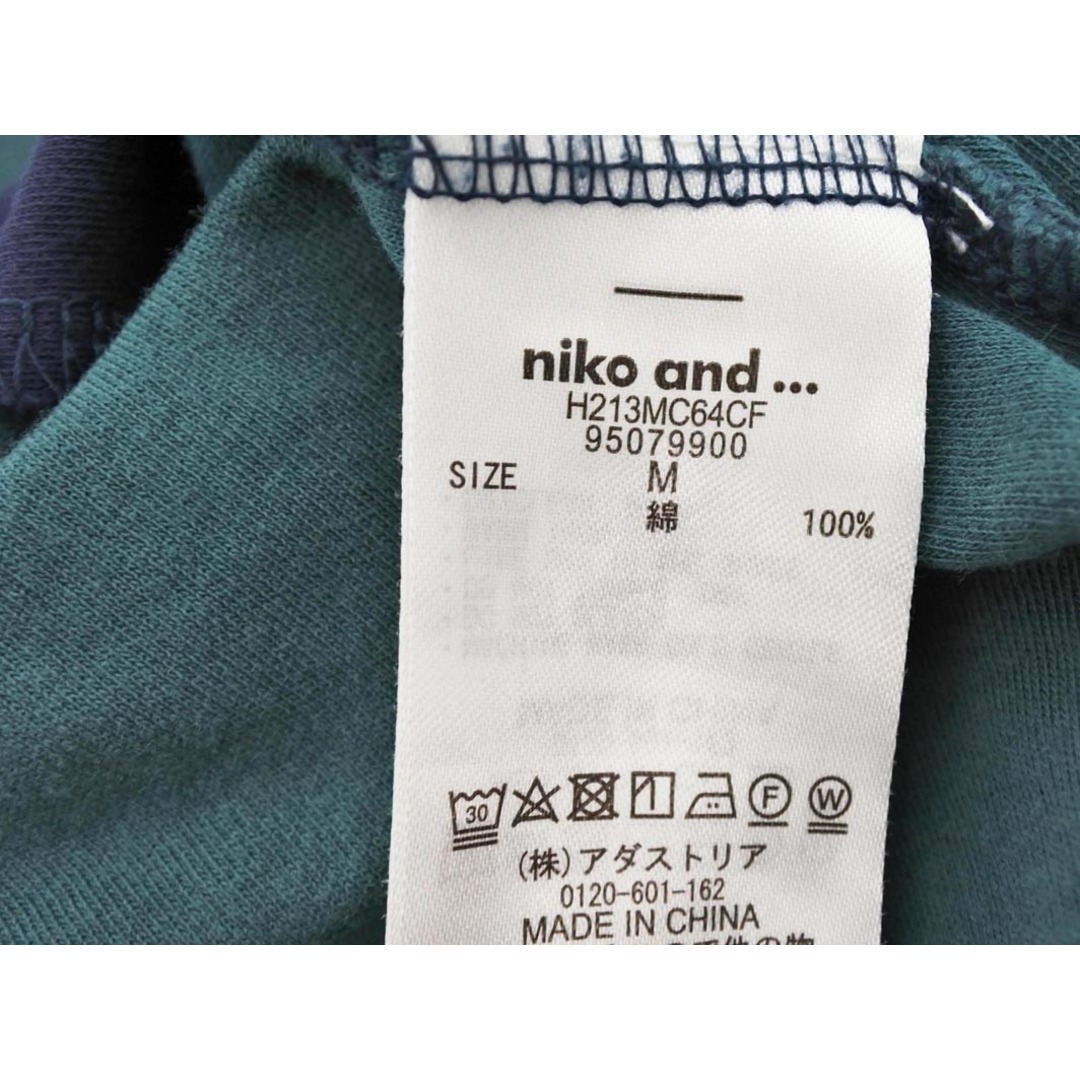 niko and ...
H213MC64CF
95079900
SIZE M
綿 100%
30 F W
(株)アダストリア
0120-601-162
MADE IN CHINA